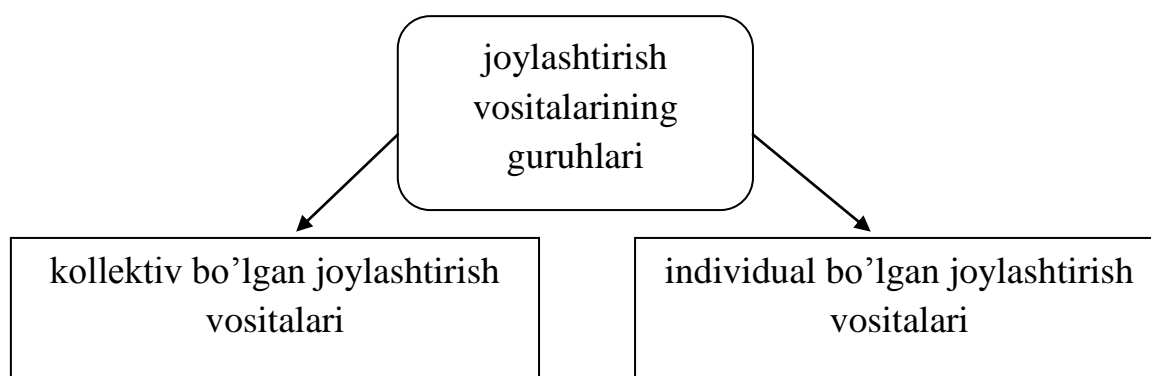 joylashtirish
vositalarining
guruhlari
kollektiv bo’lgan joylashtirish
vositalari
individual bo’lgan joylashtirish
vositalari